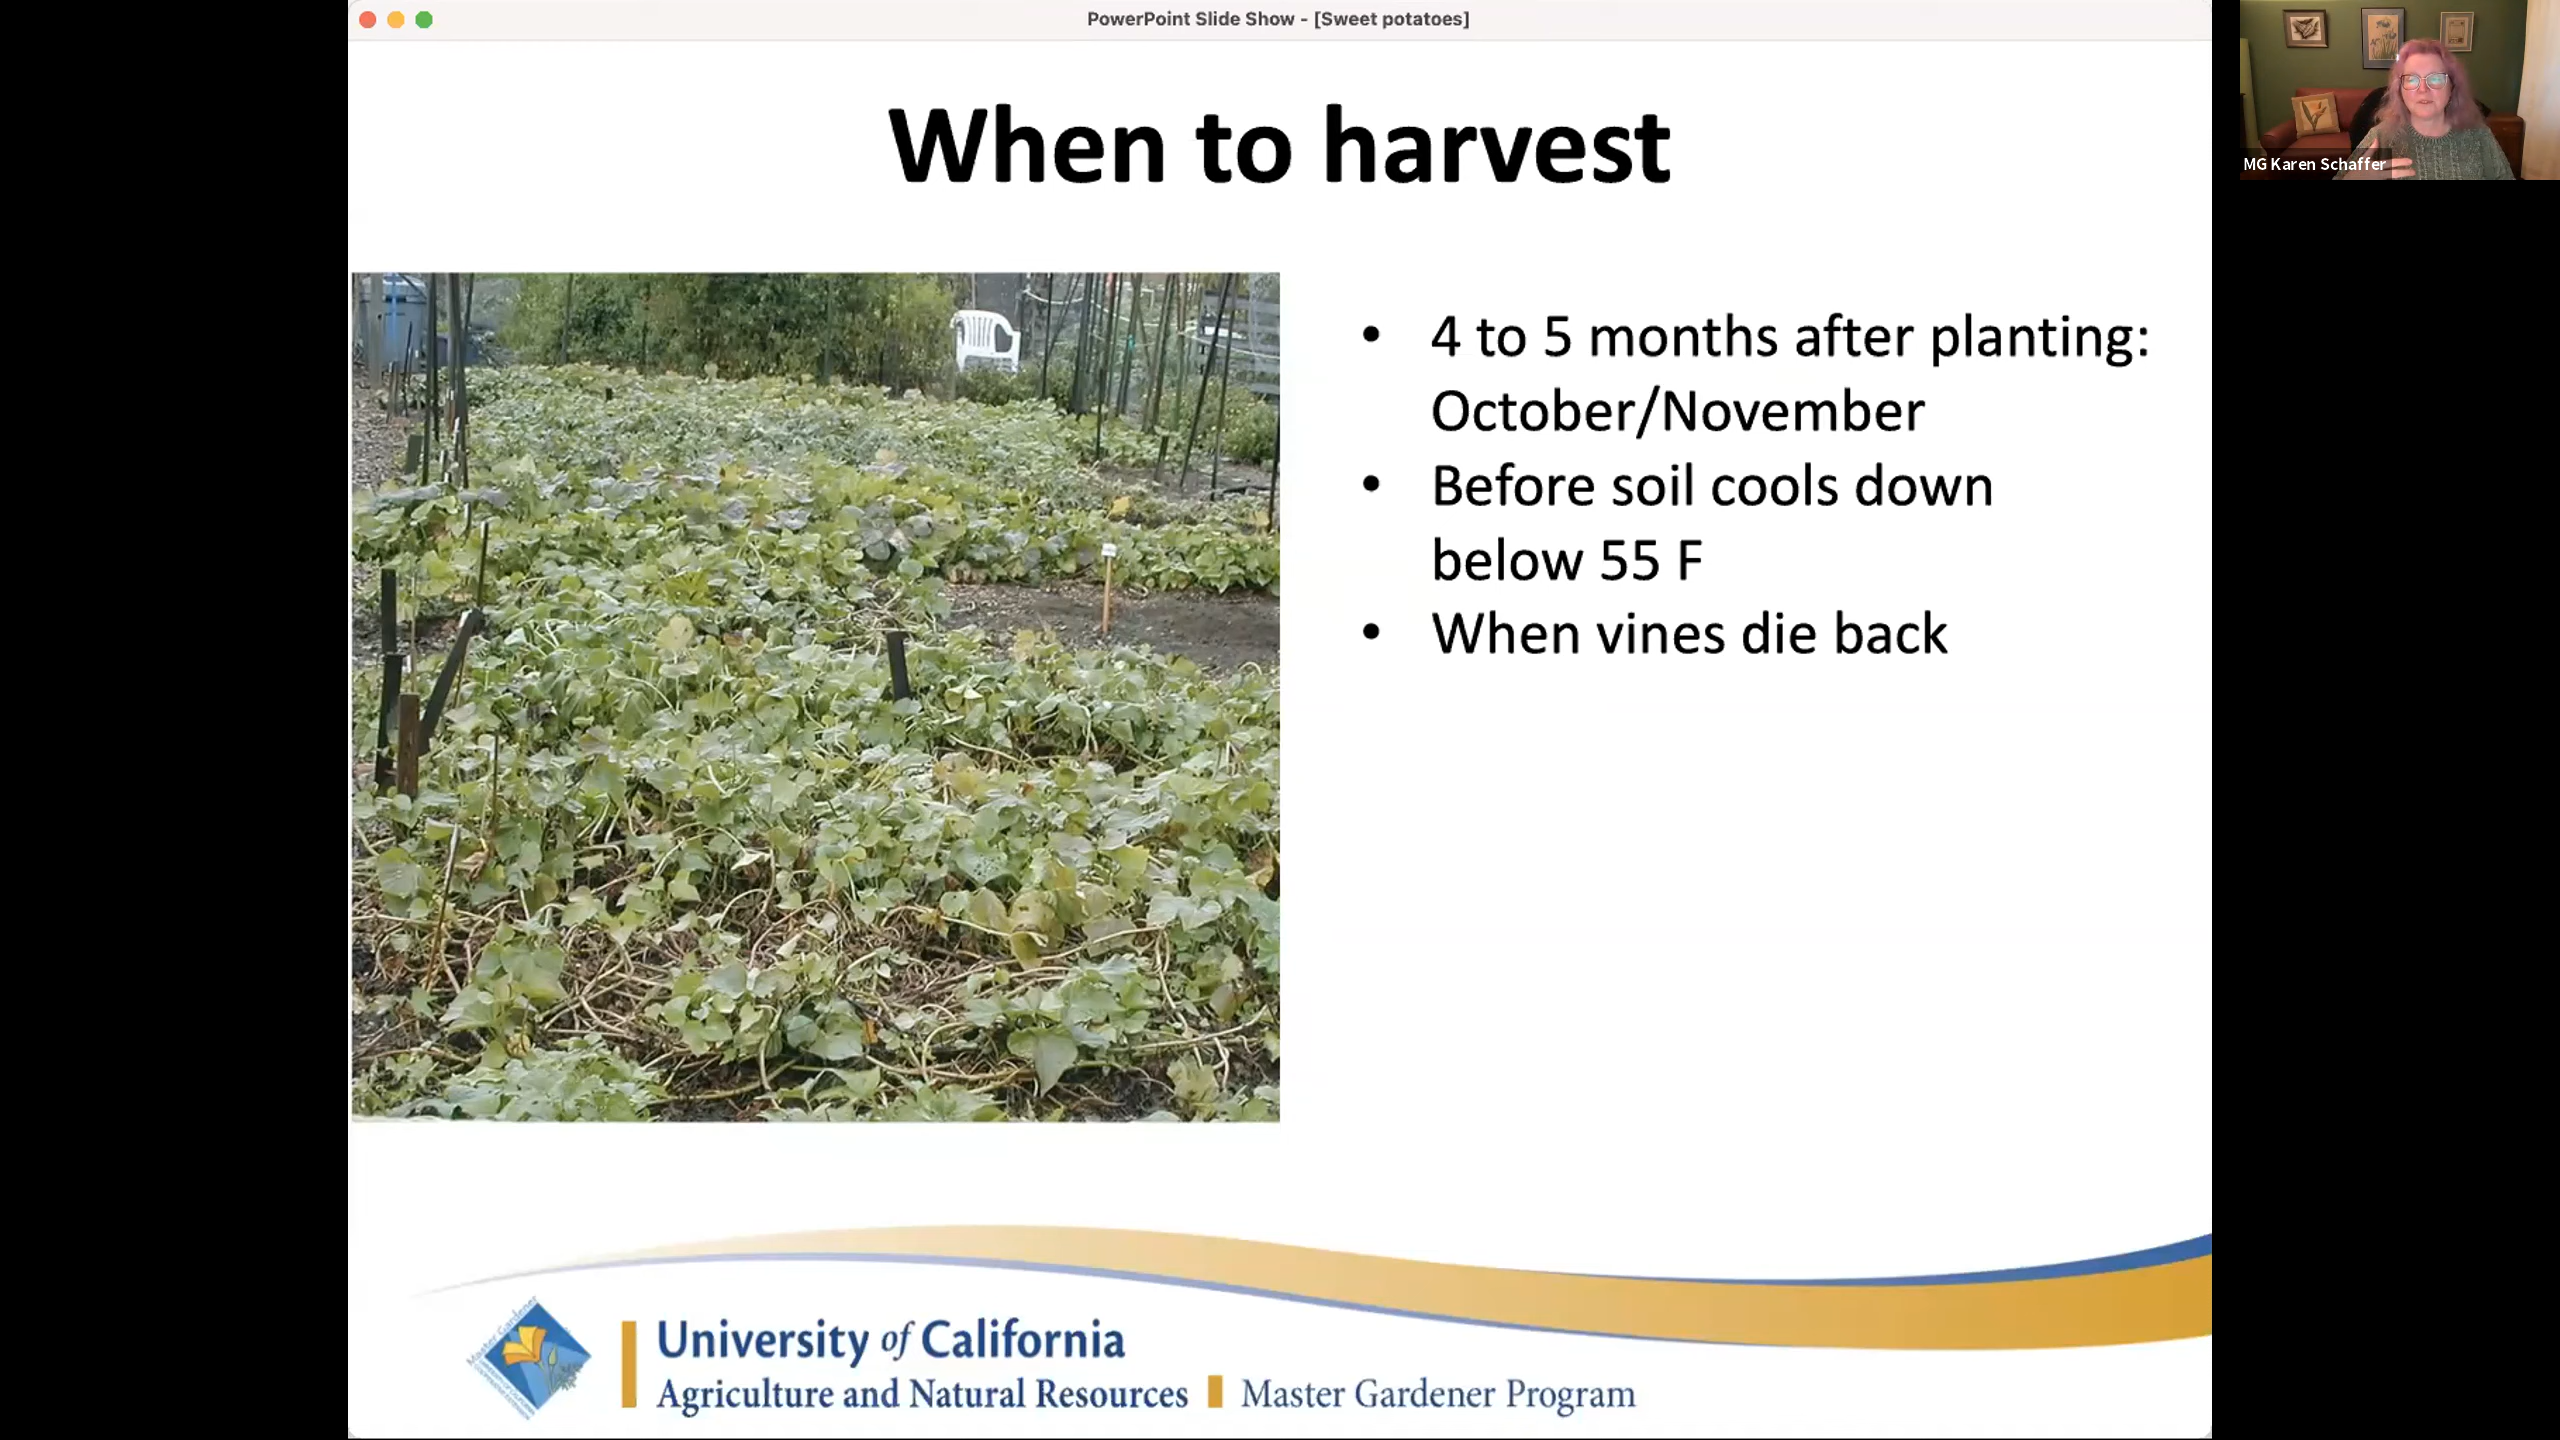 PowerPoint Slide Show - [Sweet potatoes]
MG Karen Schaffer
When to harvest
• 4 to 5 months after planting:
October/November
• Before soil cools down
below 55 F
• When vines die back
University of California
Agriculture and Natural Resources Master Gardener Program
Master Gardener